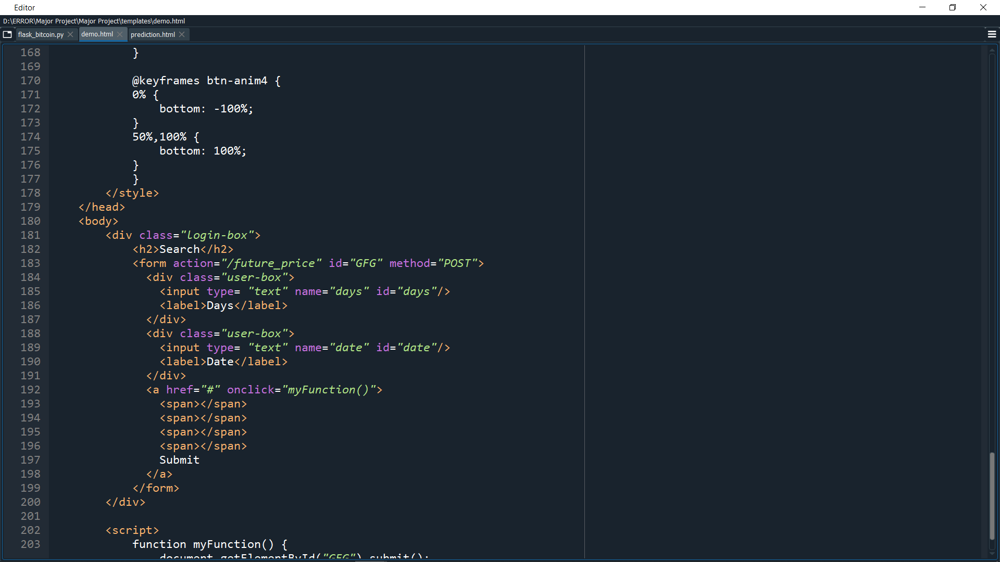 Editor
D:\ERROR\Major Project\Major Project\templates\demo.html
flask_bitcoin.py demo.html prediction.html
168 }
169
170 @keyframes btn-anim4 {
171 0% {
172 bottom: -100%;
173 }
174 50%,100% {
175 bottom: 100%;
176 }
177 }
178 </style>
179 </head>
180 <body>
181 <div class="login-box">
182 <h2>Search</h2>
183 <form action="/future_price" id="GFG" method="POST">
184 <div class="user-box">
185 <input type= "text" name="days" id="days"/>
186 <label>Days</label>
187 </div>
188 <div class="user-box">
189 <input type= "text" name="date" id="date"/>
190 <label>Date</label>
191 </div>
192 <a href="#" onclick="myFunction()">
193 <span></span>
194 <span></span>
195 <span></span>
196 <span></span>
197 Submit
198 </a>
199 </form>
200 </div>
201
202 <script>
203 function myFunction() {
document.getElementById("GFG").submit();